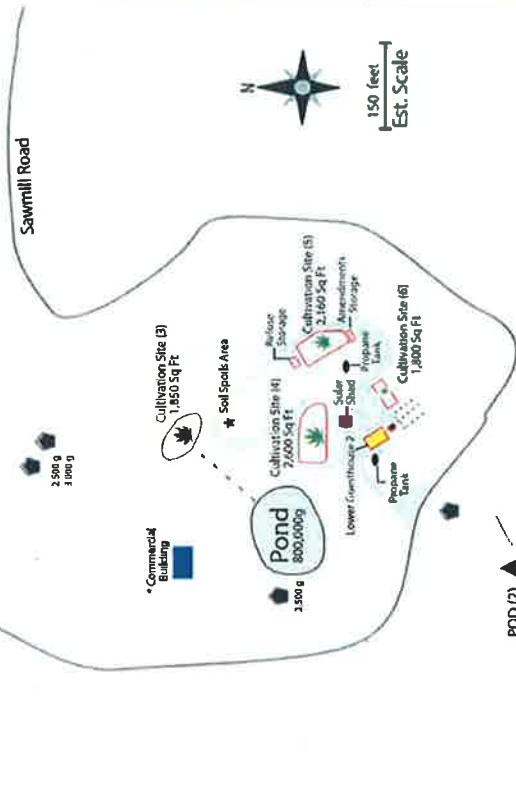 Sawmill Road
N
150 feet
Est. Scale
Cultivation Site (3)
1,850 Sq Ft
Soil Spoils Area
2,500 g
* Commercial
Building
Pond
800,000g
2,500 g
Cultivation Site (4)
2,600 Sq Ft
Refuse
Storage
Cultivation Site (5)
2,160 Sq Ft
Amendments
Storage
Propane
Tank
Solar
Shed
Cultivation Site (6)
1,800 Sq Ft
Lower Guesthouse 2
Propane
Tank
POD (2)